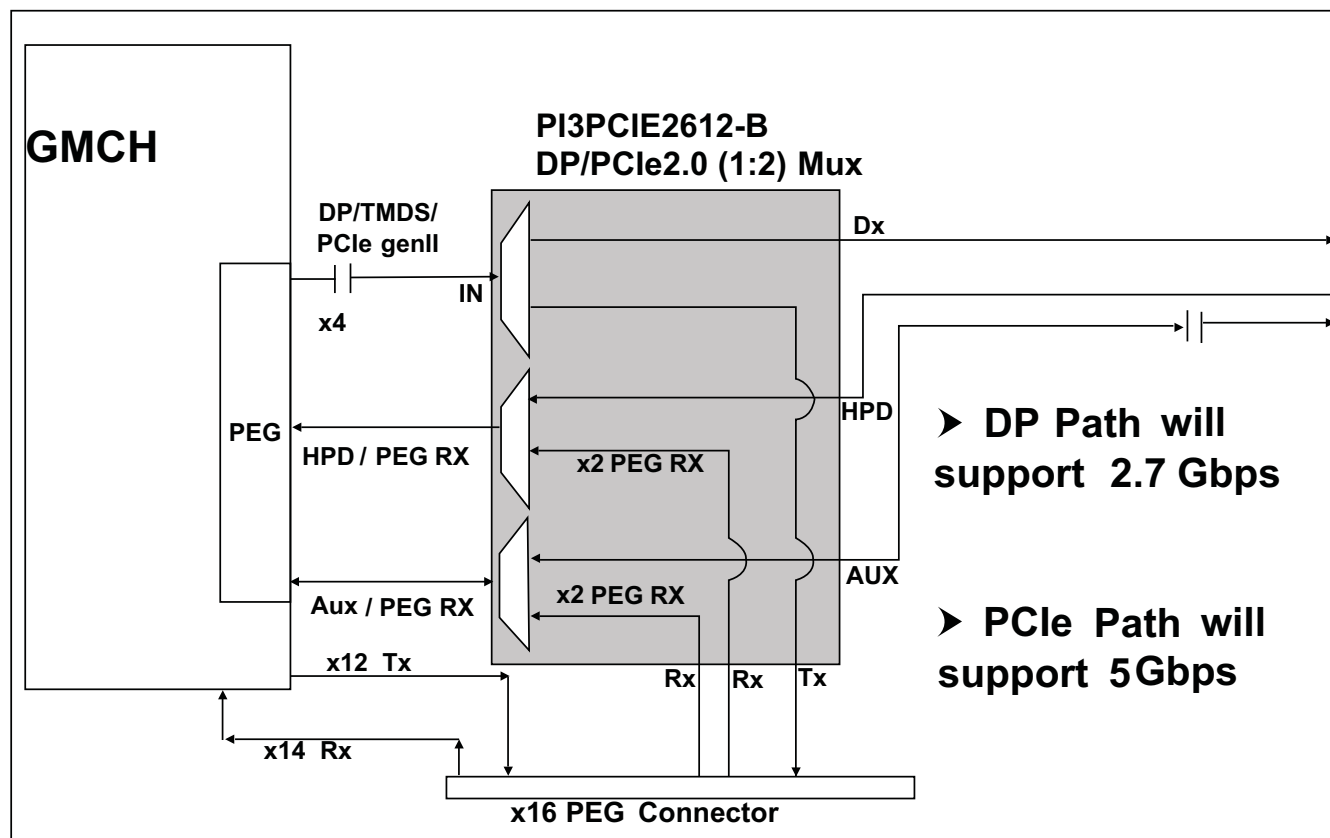 PI3PCIE2612-B
DP/PCIe2.0 (1:2) Mux
GMCH
DP/TMDS/
PCIe genII
IN
x4
Dx
HPD
PEG
HPD / PEG RX
x2 PEG RX
➤ DP Path will
support 2.7 Gbps
AUX
x2 PEG RX
Aux / PEG RX
➤ PCIe Path will
support 5Gbps
x12 Tx
Rx
Rx
Tx
x14 Rx
x16 PEG Connector